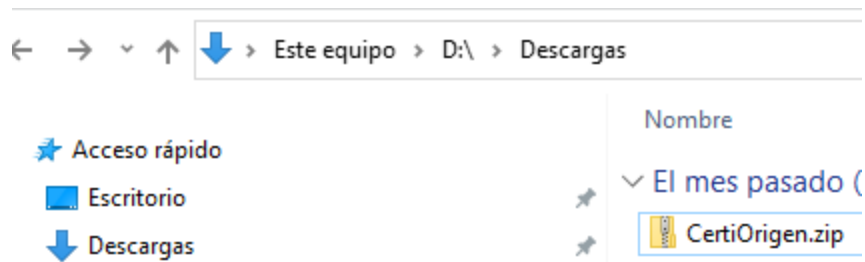 Este equipo > D:\ > Descargas
Nombre
Acceso rápido
El mes pasado (
Escritorio
CertiOrigen.zip
Descargas